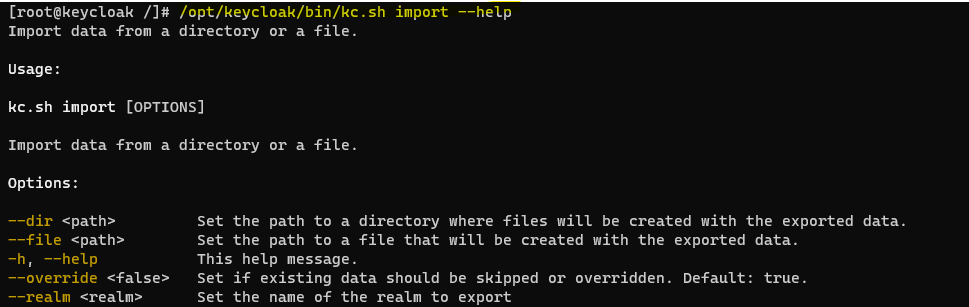 [root@keycloak /]# /opt/keycloak/bin/kc.sh import --help
Import data from a directory or a file.
Usage:
kc.sh import [OPTIONS]
Import data from a directory or a file.
Options:
--dir <path> Set the path to a directory where files will be created with the exported data.
--file <path> Set the path to a file that will be created with the exported data.
-h, --help This help message.
--override <false> Set if existing data should be skipped or overridden. Default: true.
--realm <realm> Set the name of the realm to export